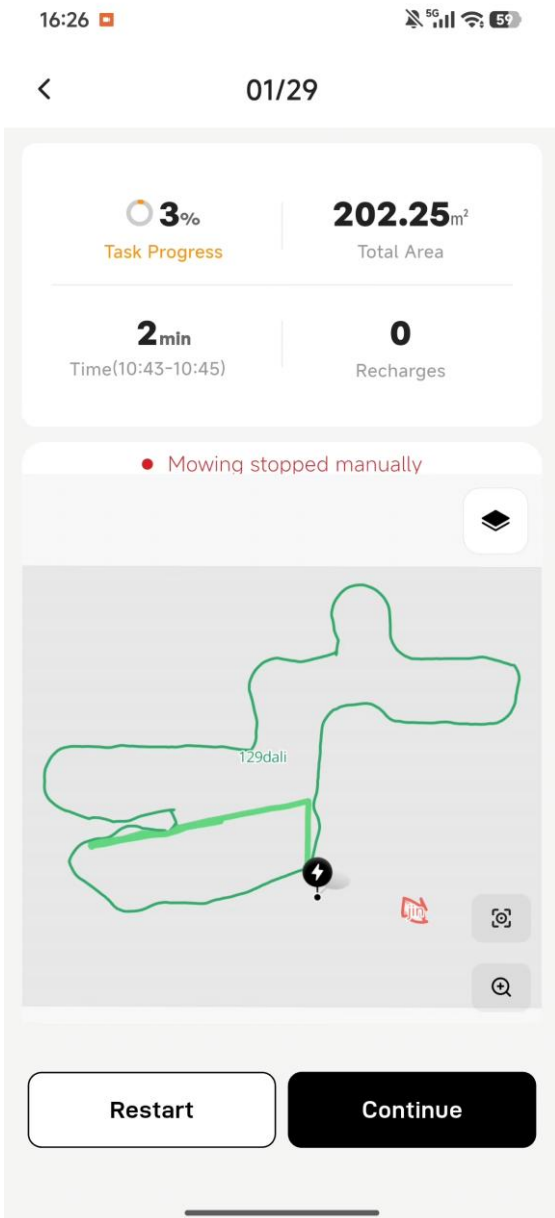 16:26 5G 59
01/29
3% 202.25m²
Task Progress Total Area
2min 0
Time(10:43-10:45) Recharges
Mowing stopped manually
129dali
Restart Continue